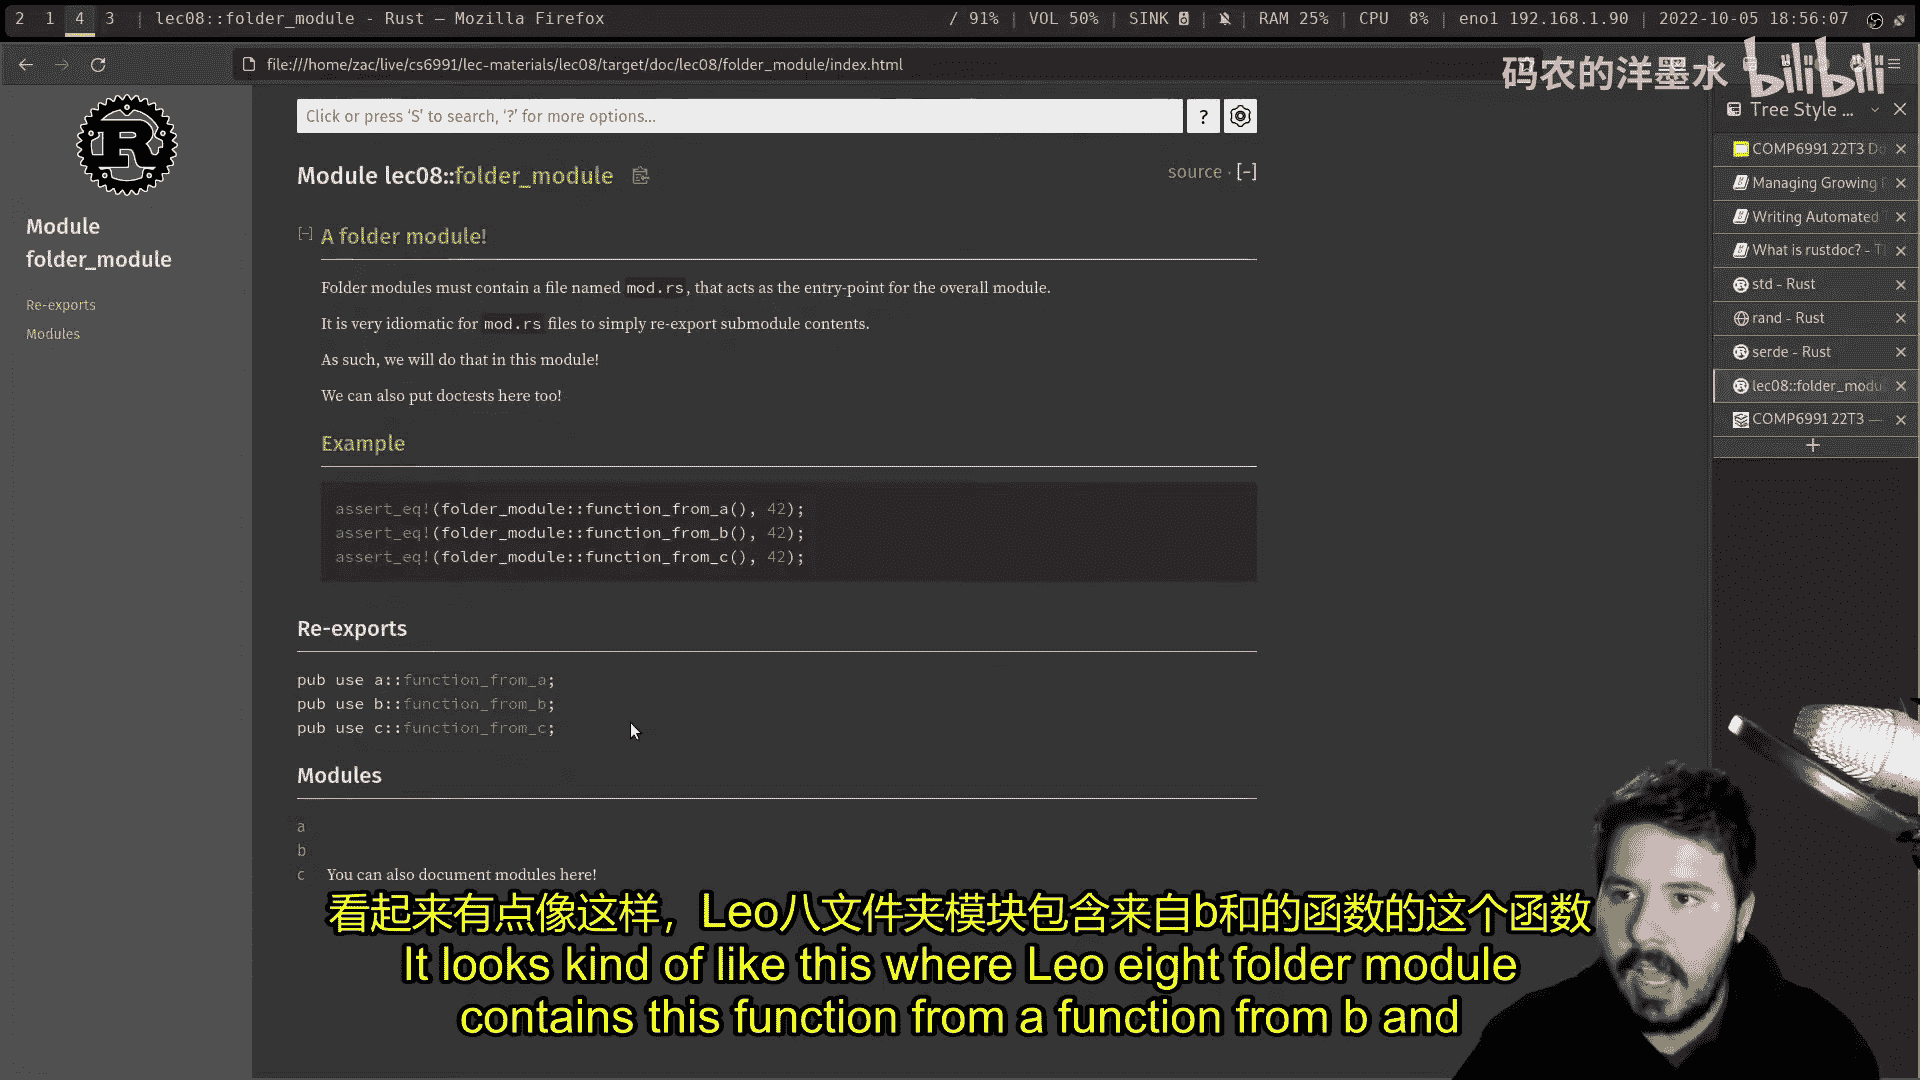 2 1 4 3 | lec08::folder_module - Rust — Mozilla Firefox
/ 91% | VOL 50% | SINK | RAM 25% | CPU 8% | eno1 192.168.1.90 | 2022-10-05 18:56:07
file:///home/zac/live/cs6991/lec-materials/lec08/target/doc/lec08/folder_module/index.html
码农的洋墨水 bilibili
Tree Style ...
COMP6991 22T3 Do
Managing Growing
Writing Automated
What is rustdoc? - T
std - Rust
rand - Rust
serde - Rust
lec08::folder_modu
COMP6991 22T3 —
+
R
Module
folder_module
Re-exports
Modules
Click or press ‘S’ to search, ‘?’ for more options...
?
Module lec08::folder_module
source · [-]
[-] A folder module!
Folder modules must contain a file named mod.rs, that acts as the entry-point for the overall module.
It is very idiomatic for mod.rs files to simply re-export submodule contents.
As such, we will do that in this module!
We can also put doctests here too!
Example
assert_eq!(folder_module::function_from_a(), 42);
assert_eq!(folder_module::function_from_b(), 42);
assert_eq!(folder_module::function_from_c(), 42);
Re-exports
pub use a::function_from_a;
pub use b::function_from_b;
pub use c::function_from_c;
Modules
a
b
c You can also document modules here!
看起来有点像这样，Leo八文件夹模块包含来自b和的函数的这个函数
It looks kind of like this where Leo eight folder module
contains this function from a function from b and